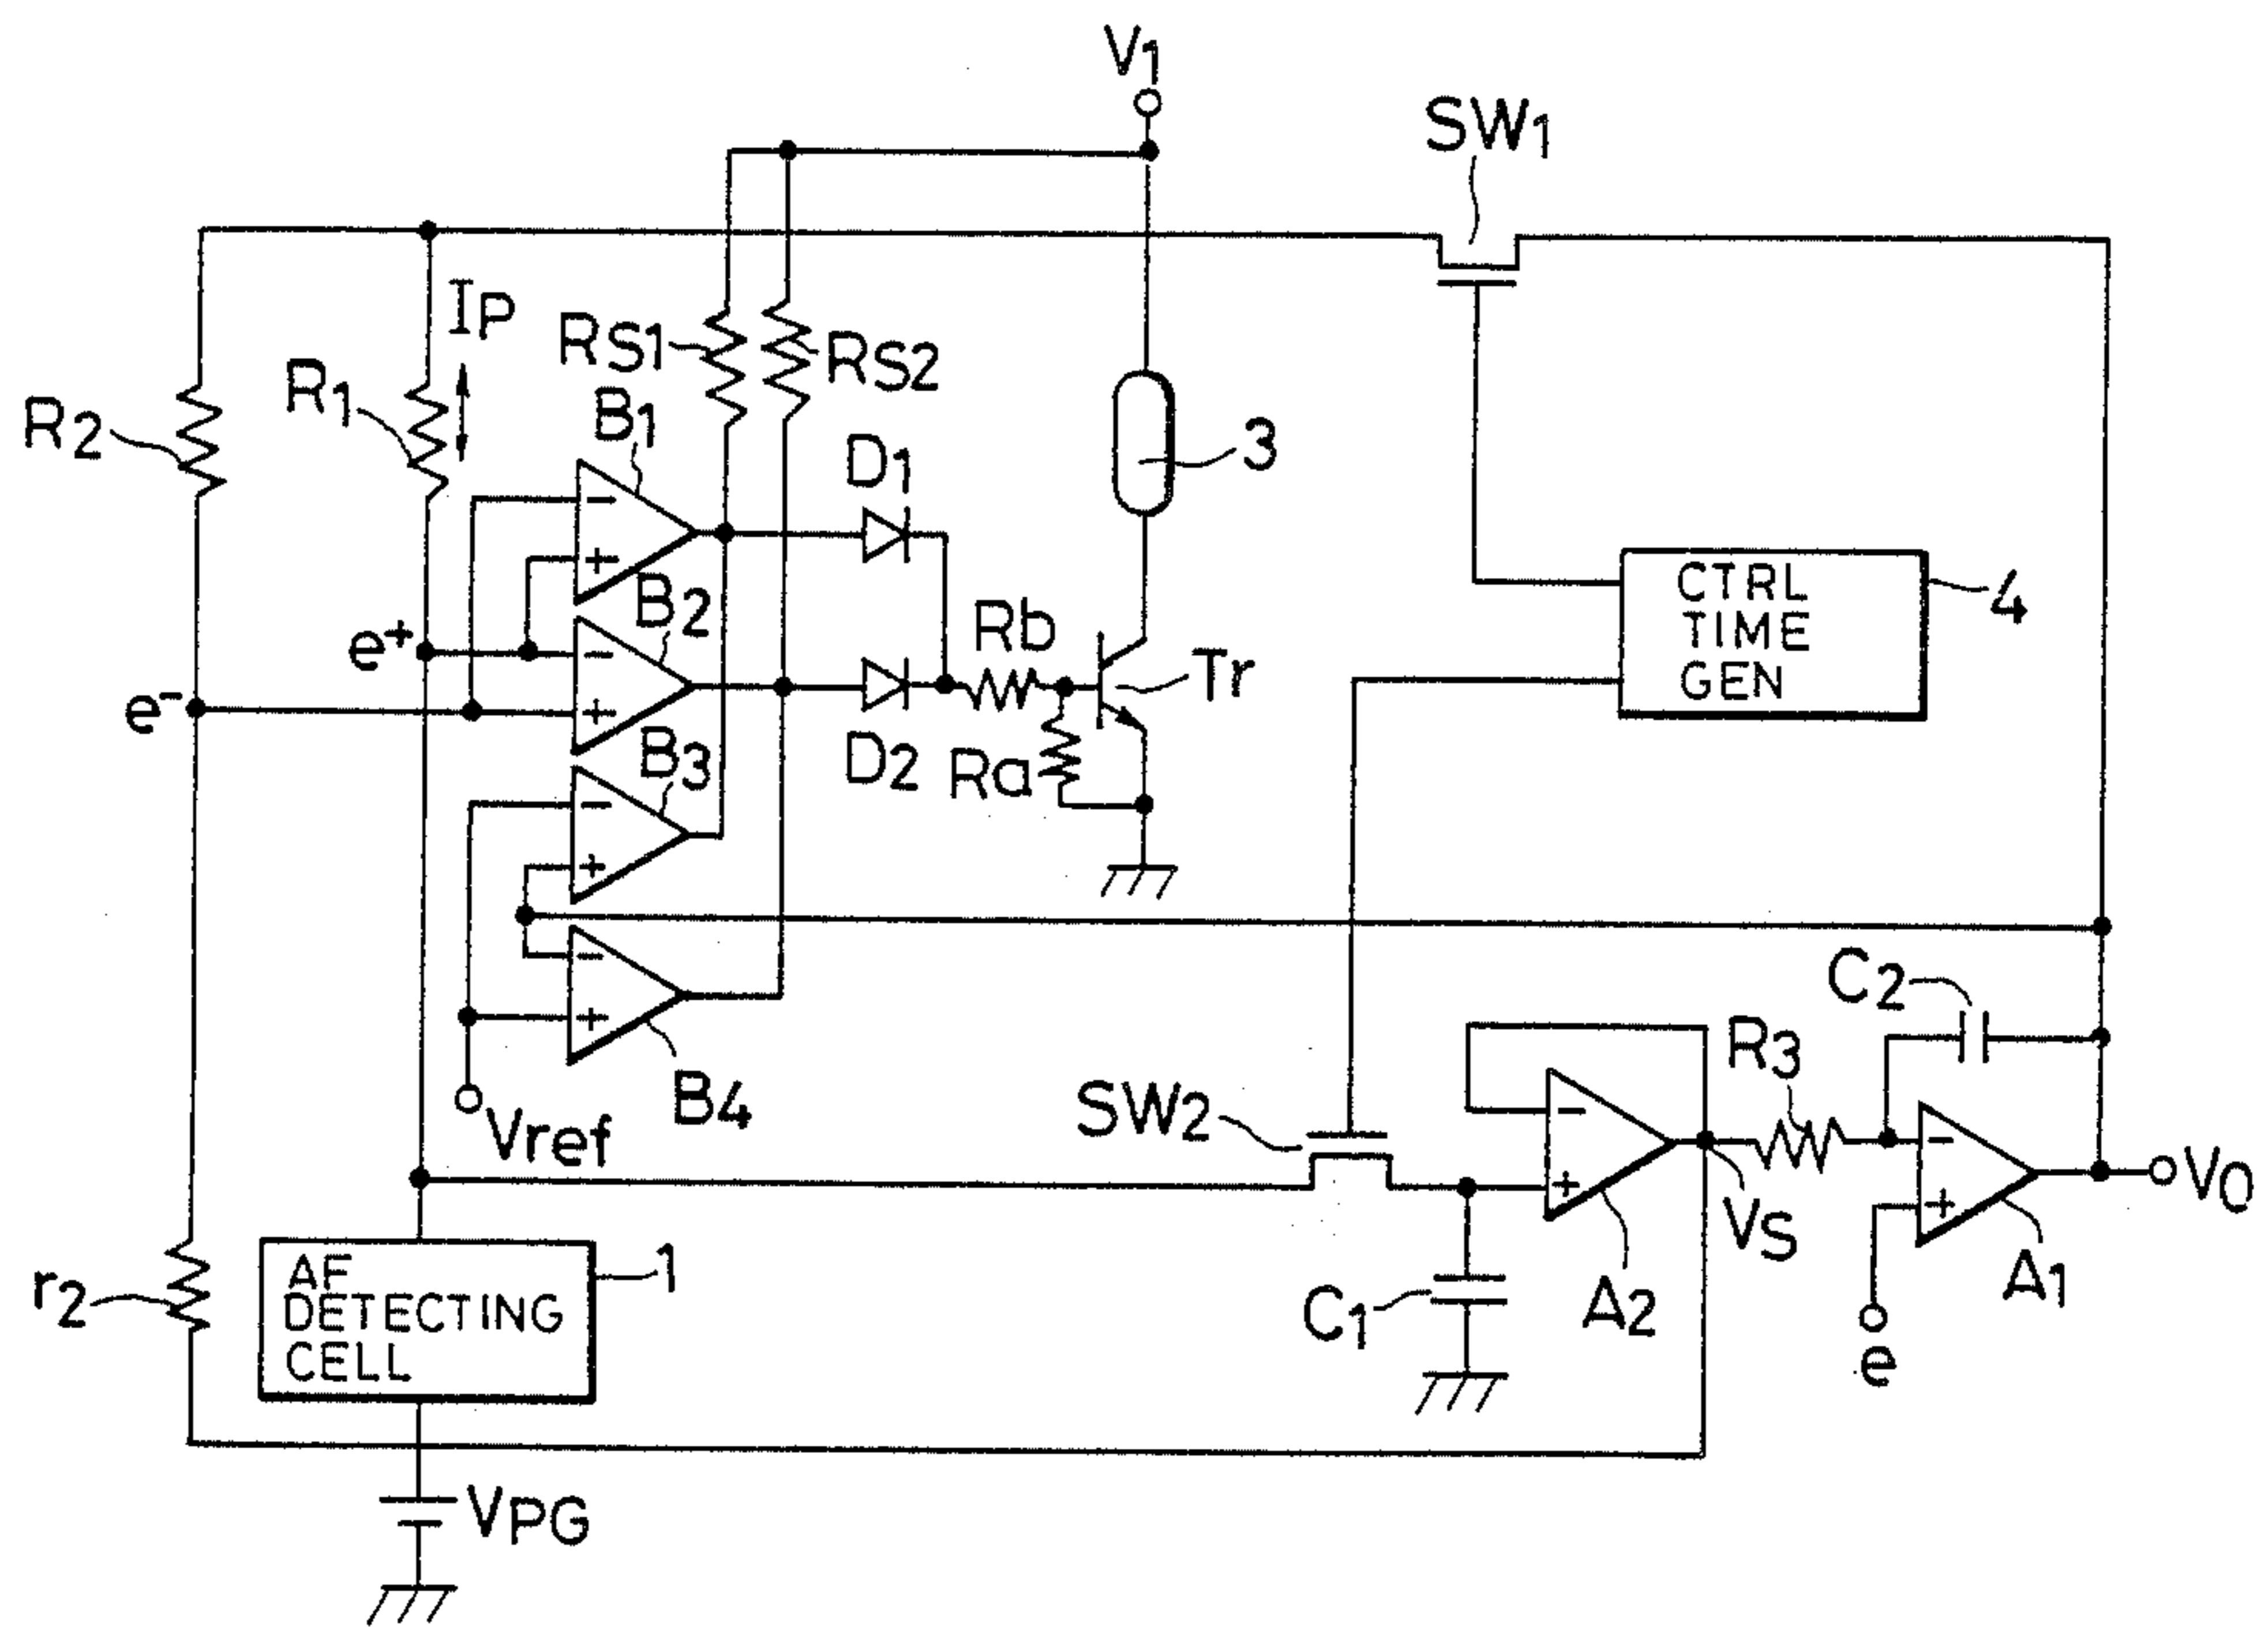 V1
SW1
IP
RS1
RS2
R1
R2
B1
D1
3
CTRL
TIME
GEN
4
B2
Rb
e+
Tr
e-
B3
D2
Ra
C2
R3
B4
SW2
Vref
VO
VS
AF
DETECTING
CELL
1
r2
C1
A2
A1
e
VPG
-
+
-
+
-
+
-
+
-
+
-
+